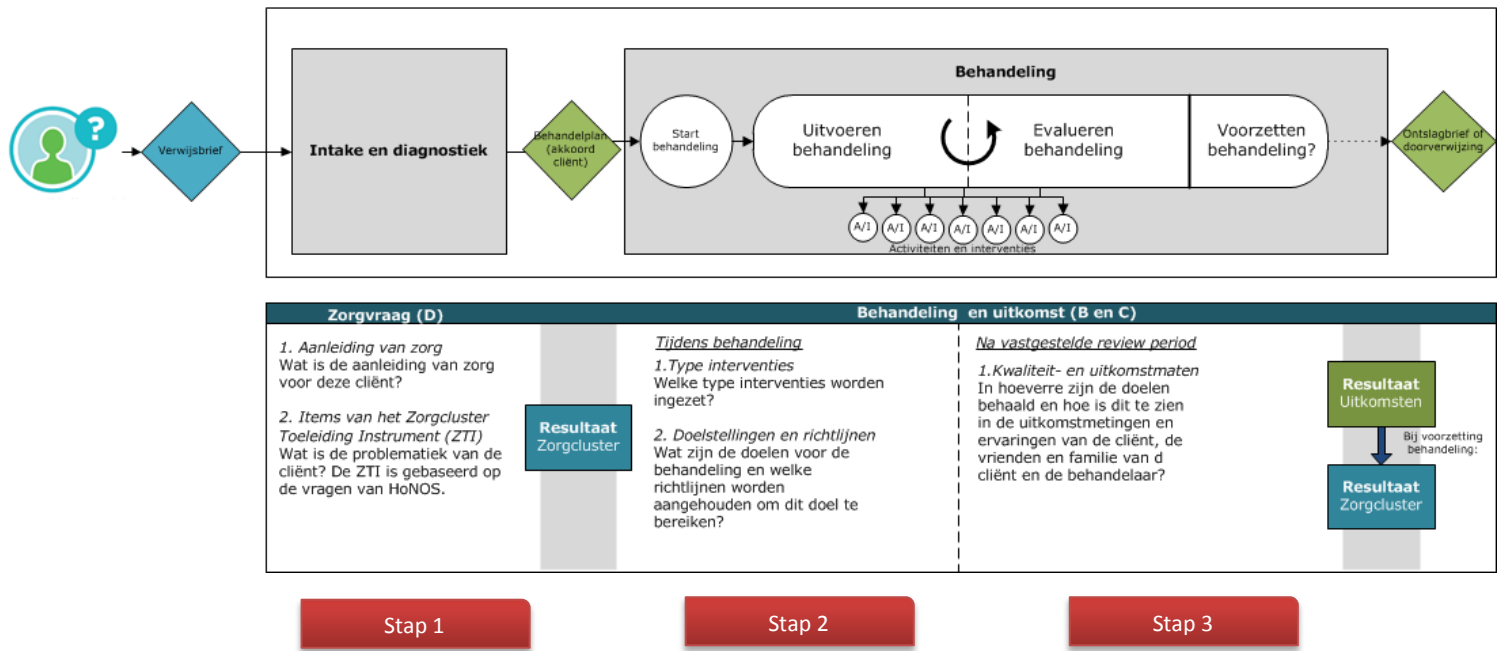 ?
Verwijsbrief
Intake en diagnostiek
Behandelplan
(akkoord
cliënt)
Behandeling
Start
behandeling
Uitvoeren
behandeling
Evalueren
behandeling
Voorzetten
behandeling?
A/I
A/I
A/I
A/I
A/I
A/I
A/I
Activiteiten en interventies
Ontslagbrief of
doorverwijzing
Zorgvraag (D)
Behandeling en uitkomst (B en C)
1. Aanleiding van zorg
Wat is de aanleiding van zorg
voor deze cliënt?
2. Items van het Zorgcluster
Toeleiding Instrument (ZTI)
Wat is de problematiek van de
cliënt? De ZTI is gebaseerd op
de vragen van HoNOS.
Resultaat
Zorgcluster
Tijdens behandeling
1.Type interventies
Welke type interventies worden
ingezet?
2. Doelstellingen en richtlijnen
Wat zijn de doelen voor de
behandeling en welke
richtlijnen worden
aangehouden om dit doel te
bereiken?
Na vastgestelde review period
1.Kwaliteit- en uitkomstmaten
In hoeverre zijn de doelen
behaald en hoe is dit te zien
in de uitkomstmetingen en
ervaringen van de cliënt, de
vrienden en familie van d
cliënt en de behandelaar?
Resultaat
Uitkomsten
Bij voorzetting
behandeling:
Resultaat
Zorgcluster
Stap 1
Stap 2
Stap 3